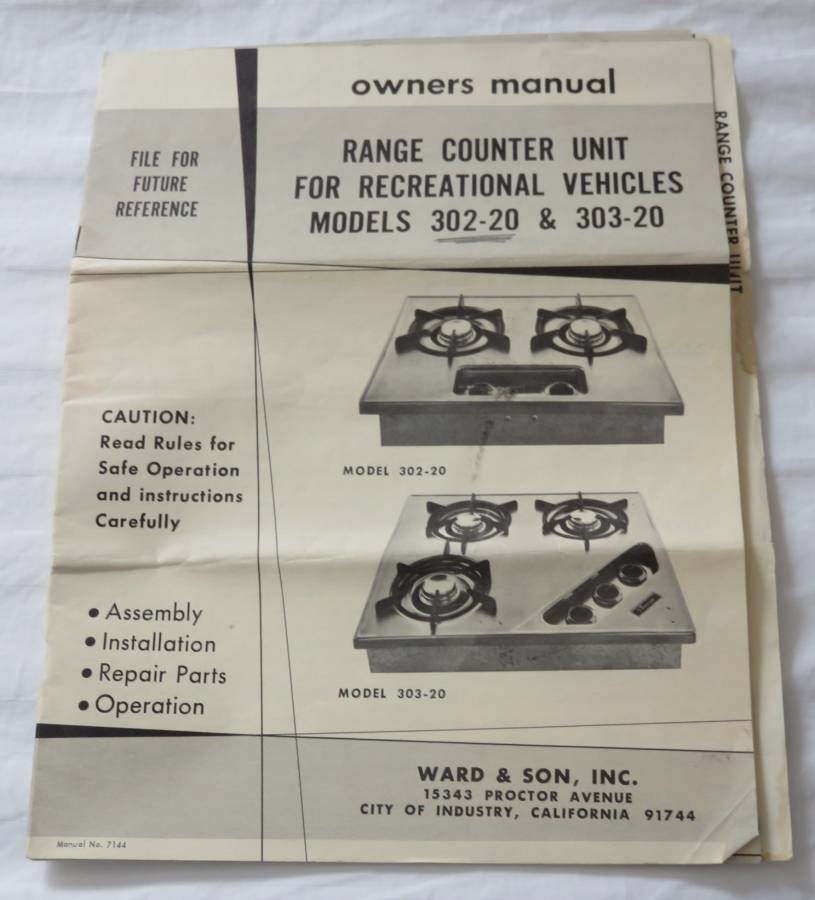 owners manual
FILE FOR
FUTURE
REFERENCE
RANGE COUNTER UNIT
FOR RECREATIONAL VEHICLES
MODELS 302-20 & 303-20
RANGE COUNTER UNIT
CAUTION:
Read Rules for
Safe Operation
and instructions
Carefully
MODEL 302-20
• Assembly
• Installation
• Repair Parts
• Operation
MODEL 303-20
WARD & SON, INC.
15343 PROCTOR AVENUE
CITY OF INDUSTRY, CALIFORNIA 91744
Manual No. 7144